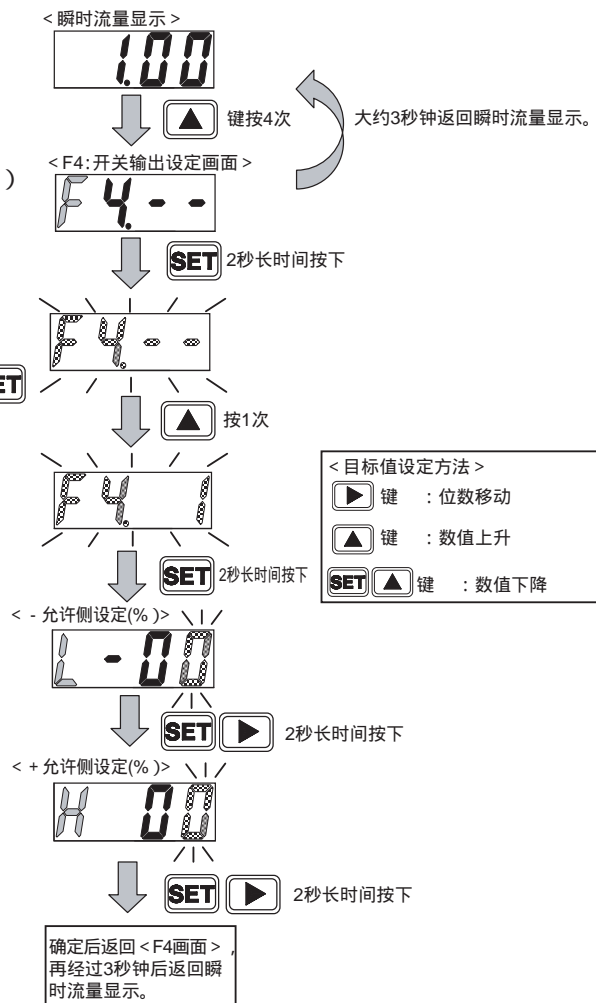 <瞬时流量显示>
1.00
▲ 键按4次
大约3秒钟返回瞬时流量显示。
<F4:开关输出设定画面>
)
F4.--
SET 2秒长时间按下
F4.--
ET
▲ 按1次
F4. 1
<目标值设定方法>
▶ 键 :位数移动
▲ 键 :数值上升
SET ▲ 键 :数值下降
SET 2秒长时间按下
< - 允许侧设定(% )>
L-00
SET ▶ 2秒长时间按下
< + 允许侧设定(% )>
H 00
SET ▶ 2秒长时间按下
确定后返回<F4画面>,
再经过3秒钟后返回瞬
时流量显示。